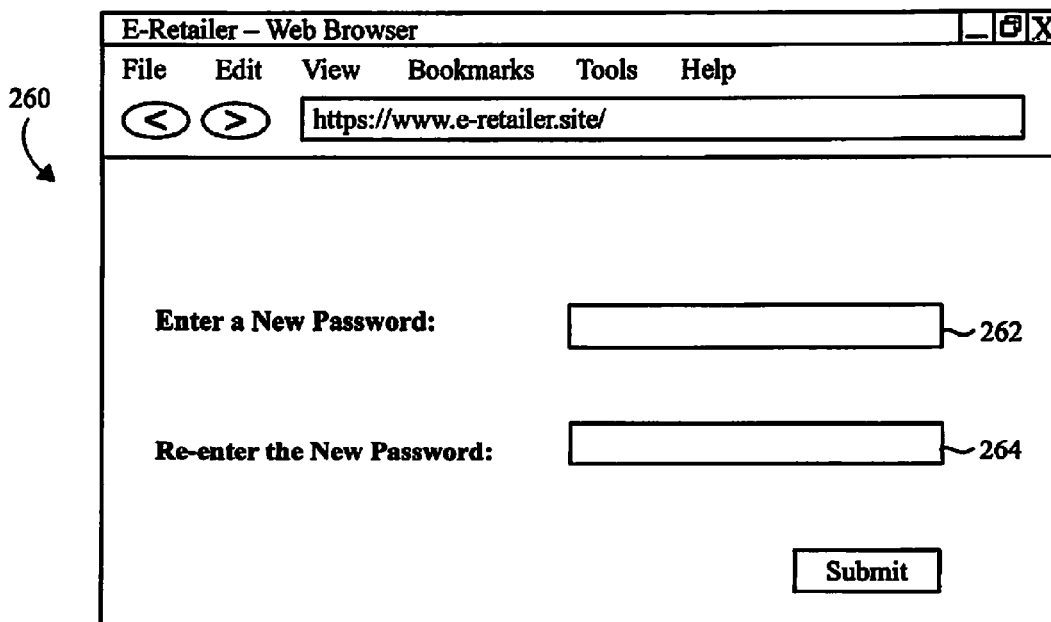 E-Retailer – Web Browser
File Edit View Bookmarks Tools Help
260
< > https://www.e-retailer.site/
Enter a New Password:
262
Re-enter the New Password:
264
Submit